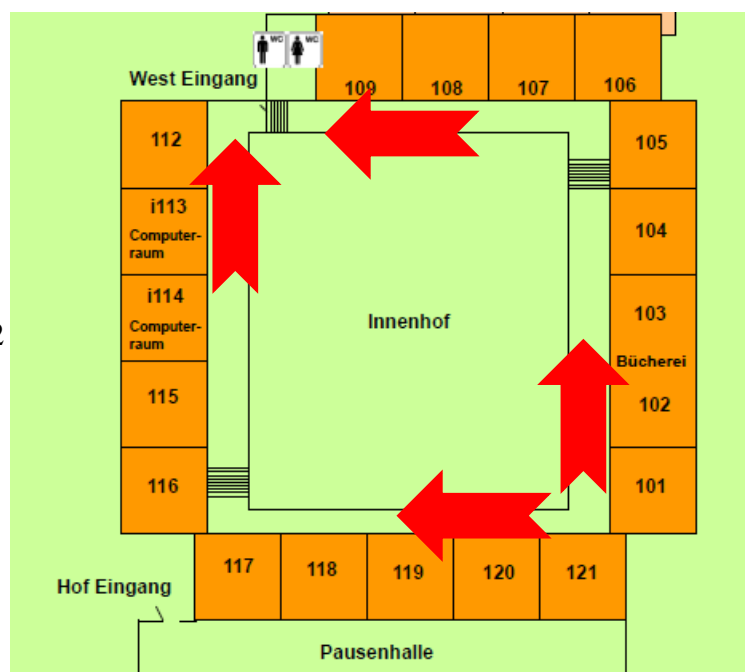 WC WC
West Eingang
109 108 107 106
112
105
i113
Computer-
raum
104
i114
Computer-
raum
Innenhof
103
Bücherei
102
2
115
116
101
117 118 119 120 121
Hof Eingang
Pausenhalle